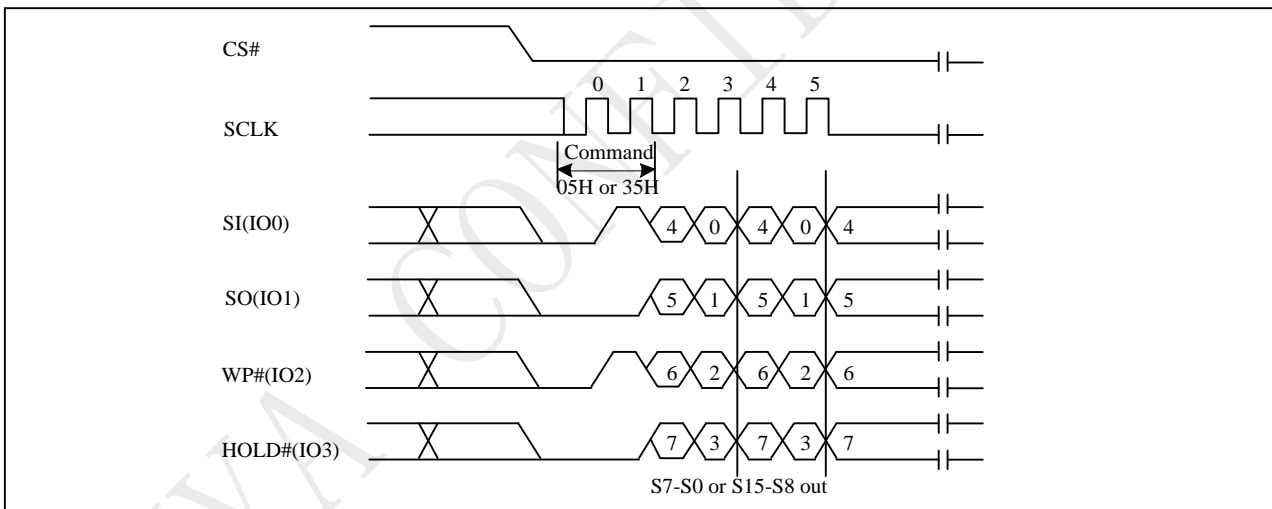 CS#
0 1 2 3 4 5
SCLK
Command
05H or 35H
SI(IO0) 4 0 4 0 4
SO(IO1) 5 1 5 1 5
WP#(IO2) 6 2 6 2 6
HOLD#(IO3) 7 3 7 3 7
S7-S0 or S15-S8 out